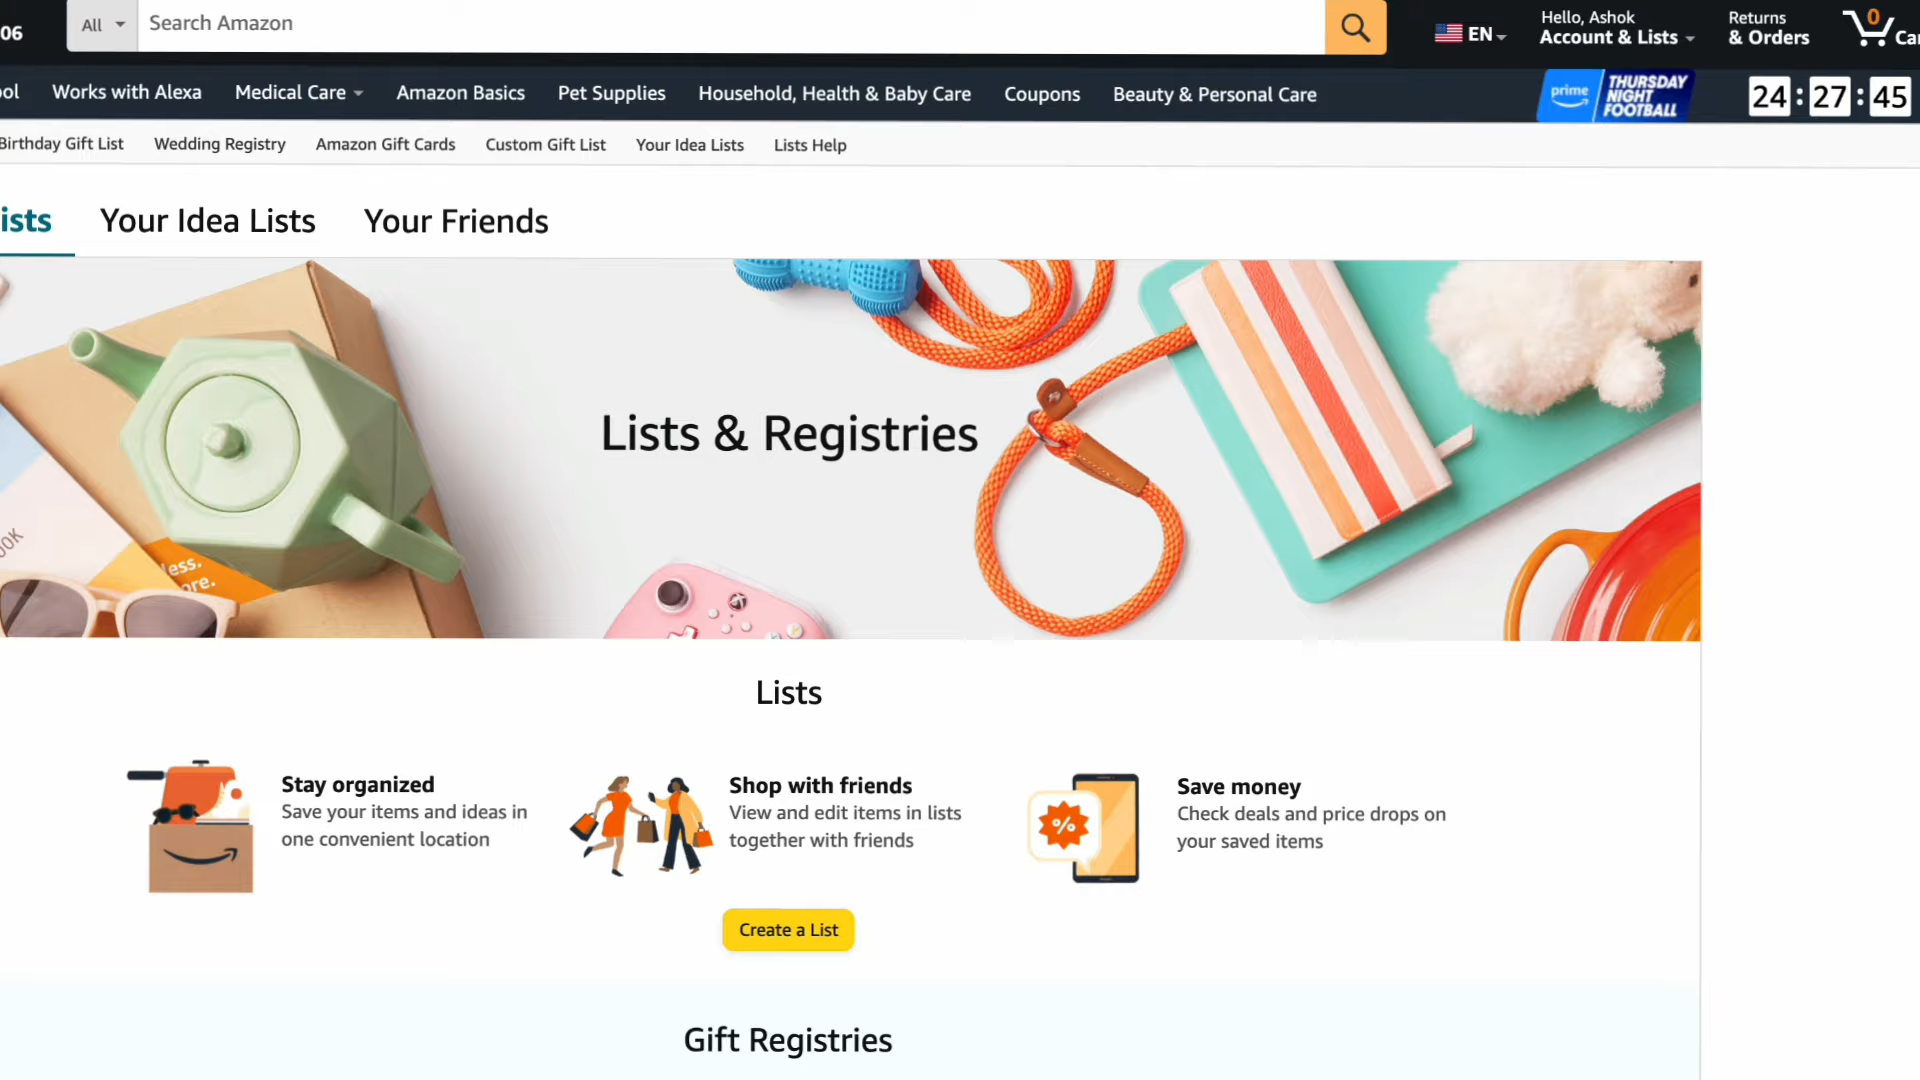 06
All
Search Amazon
EN
Hello, Ashok
Account & Lists
Returns
& Orders
0
Works with Alexa
Medical Care
Amazon Basics
Pet Supplies
Household, Health & Baby Care
Coupons
Beauty & Personal Care
prime
THURSDAY
NIGHT
FOOTBALL
24 : 27 : 45
Birthday Gift List
Wedding Registry
Amazon Gift Cards
Custom Gift List
Your Idea Lists
Lists Help
ists
Your Idea Lists
Your Friends
Lists & Registries
less.
ore.
Lists
Stay organized
Save your items and ideas in
one convenient location
Shop with friends
View and edit items in lists
together with friends
%
Save money
Check deals and price drops on
your saved items
Create a List
Gift Registries